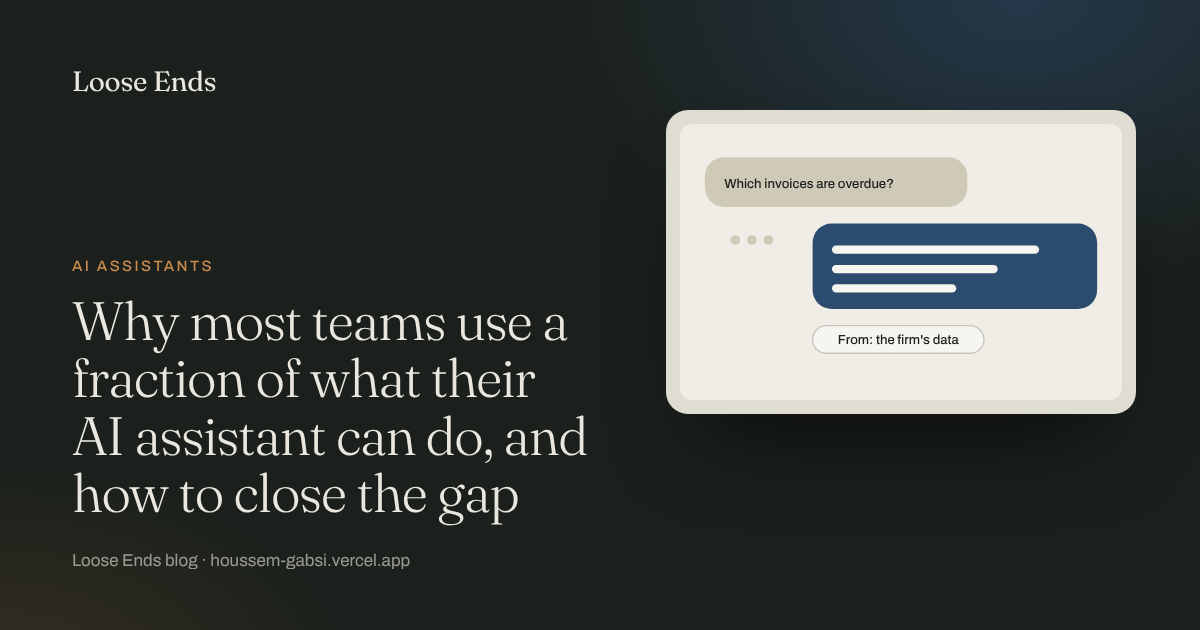 Loose Ends
AI ASSISTANTS
Why most teams use a
fraction of what their
AI assistant can do, and
how to close the gap
Loose Ends blog · houssem-gabsi.vercel.app
Which invoices are overdue?
From: the firm's data